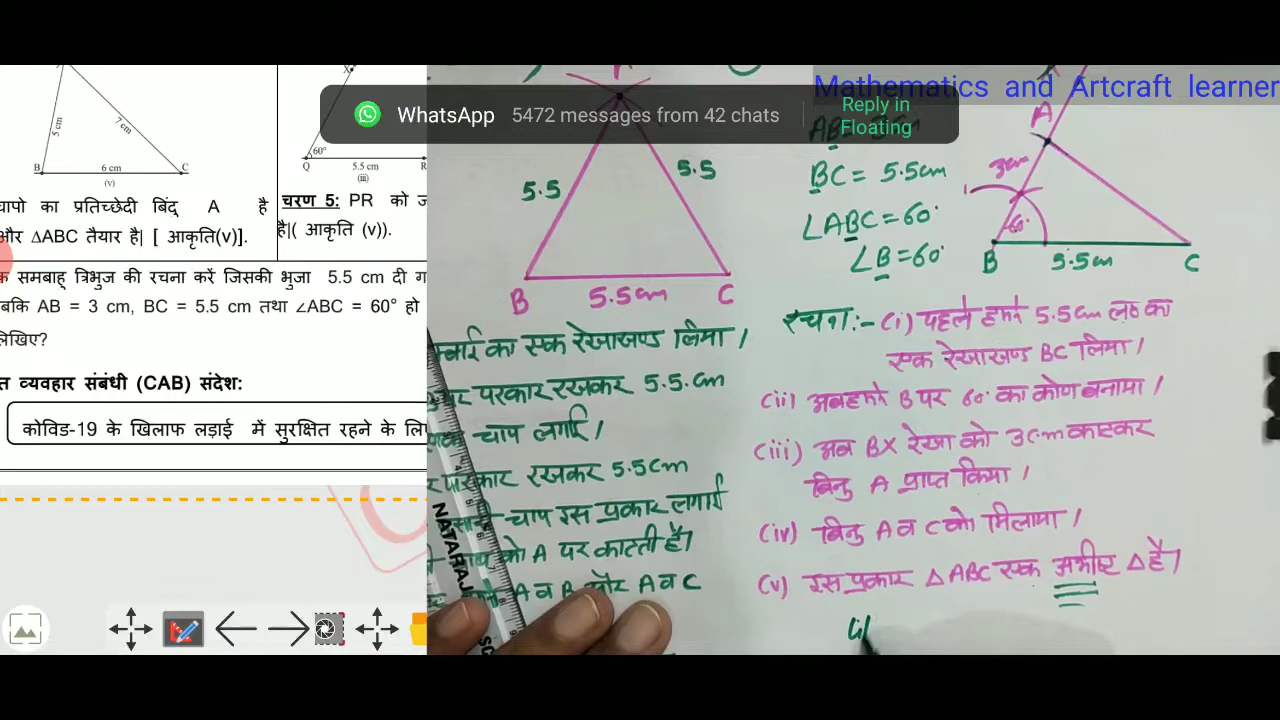 Mathematics and Artcraft learner
WhatsApp 5472 messages from 42 chats
Reply in
Floating
5 cm
7 cm
B 6 cm C
(v)
X
60°
Q 5.5 cm R
(iii)
चापो का प्रतिच्छेदी बिंदु A है
और ΔABC तैयार है| [ आकृति(v)].
चरण 5: PR को ज
है|( आकृति (v)).
क समबाहु त्रिभुज की रचना करें जिसकी भुजा 5.5 cm दी ग
बकि AB = 3 cm, BC = 5.5 cm तथा ∠ABC = 60° हो
लिखिए?
त व्यवहार संबंधी (CAB) संदेश:
कोविड-19 के खिलाफ लड़ाई में सुरक्षित रहने के लि
5.5
5.5
B 5.5cm C
का एक रेखाखण्ड लिया।
पर परकार रखकर 5.5.cm
चाप लगाई।
परकार रखकर 5.5cm
चाप इस प्रकार लगाई
को A पर काटती है।
A व B और A व C
NATARAJ
BC = 5.5cm
∠ABC = 60°
∠B = 60°
A
3cm
60°
B 5.5cm C
रचना:- (i) पहले हमने 5.5cm लंब का
एक रेखाखण्ड BC लिया।
(ii) अब हमने B पर 60° का कोण बनाया।
(iii) अब BX रेखा को 3cm काटकर
बिन्दु A प्राप्त किया।
(iv) बिन्दु A व C को मिलाया।
(v) इस प्रकार Δ ABC एक अभीष्ट Δ है।